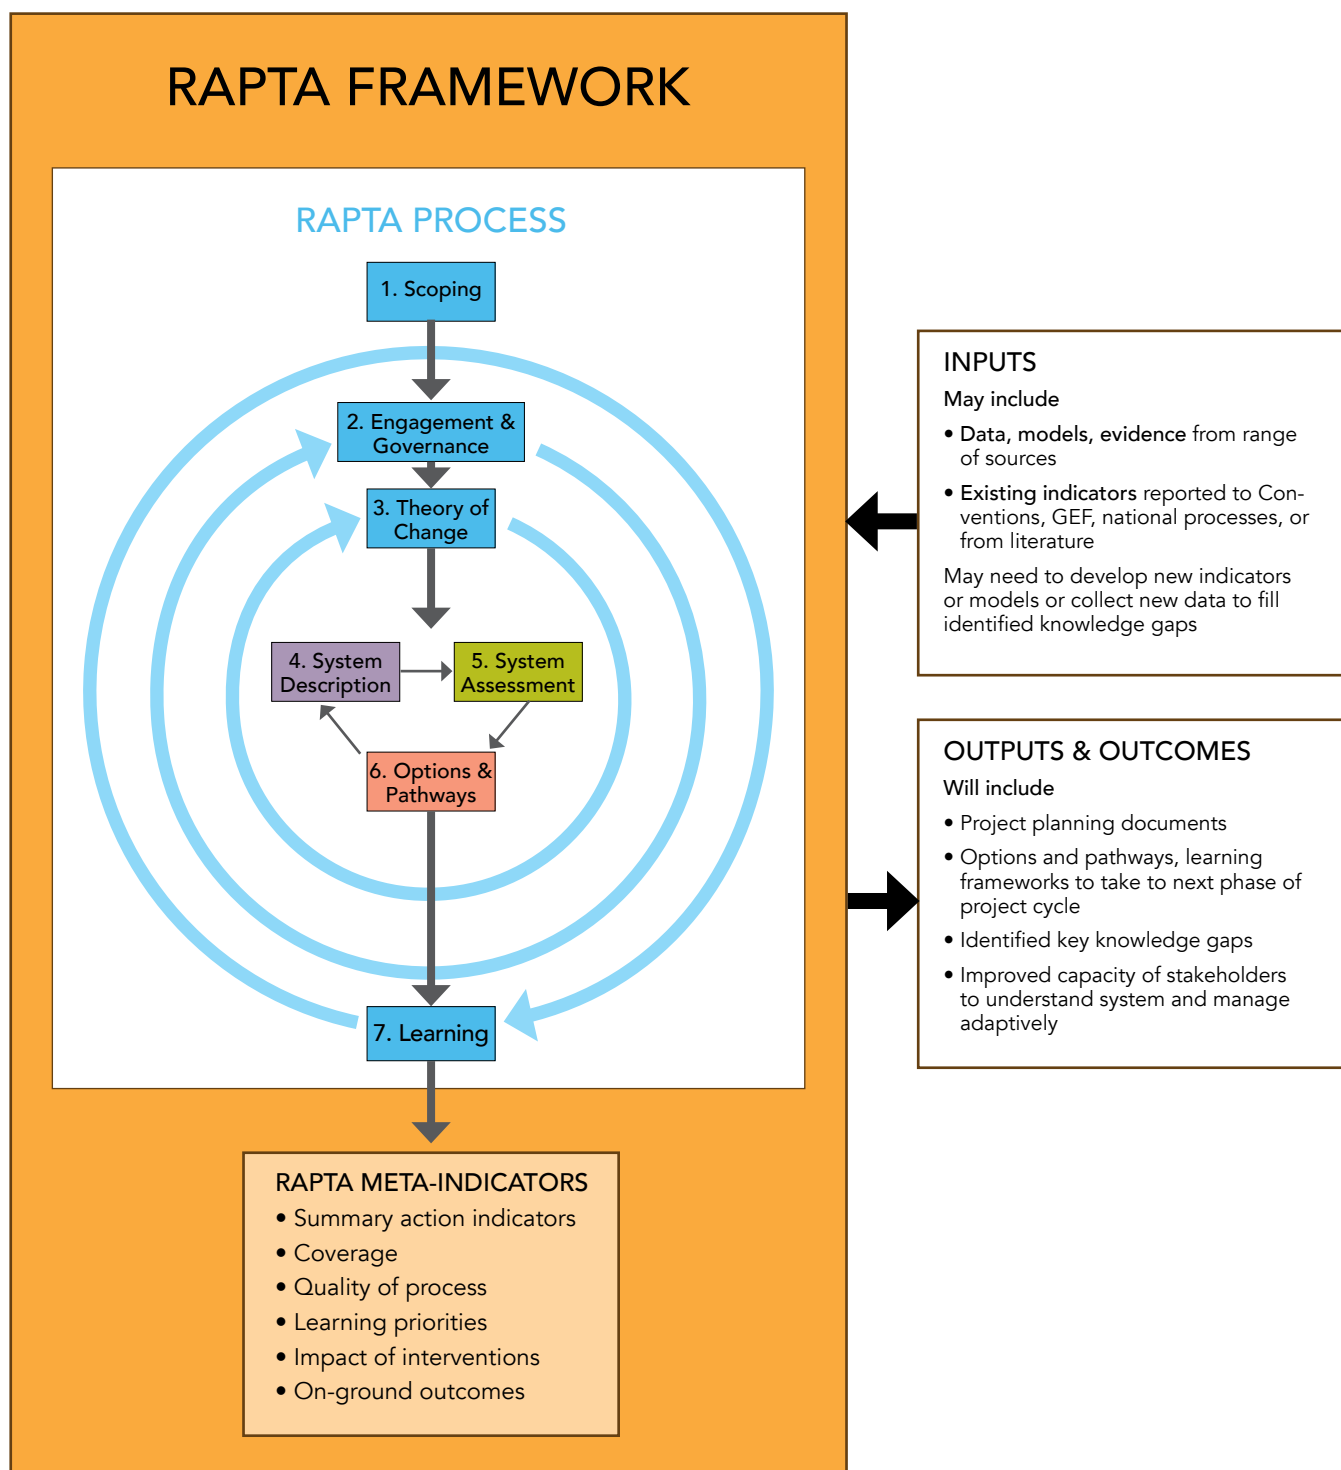 RAPTA FRAMEWORK
RAPTA PROCESS
1. Scoping
2. Engagement &
Governance
3. Theory of
Change
4. System
Description
5. System
Assessment
6. Options &
Pathways
7. Learning
RAPTA META-INDICATORS
• Summary action indicators
• Coverage
• Quality of process
• Learning priorities
• Impact of interventions
• On-ground outcomes
INPUTS
May include
• Data, models, evidence from range
of sources
• Existing indicators reported to Con-
ventions, GEF, national processes, or
from literature
May need to develop new indicators
or models or collect new data to fill
identified knowledge gaps
OUTPUTS & OUTCOMES
Will include
• Project planning documents
• Options and pathways, learning
frameworks to take to next phase of
project cycle
• Identified key knowledge gaps
• Improved capacity of stakeholders
to understand system and manage
adaptively